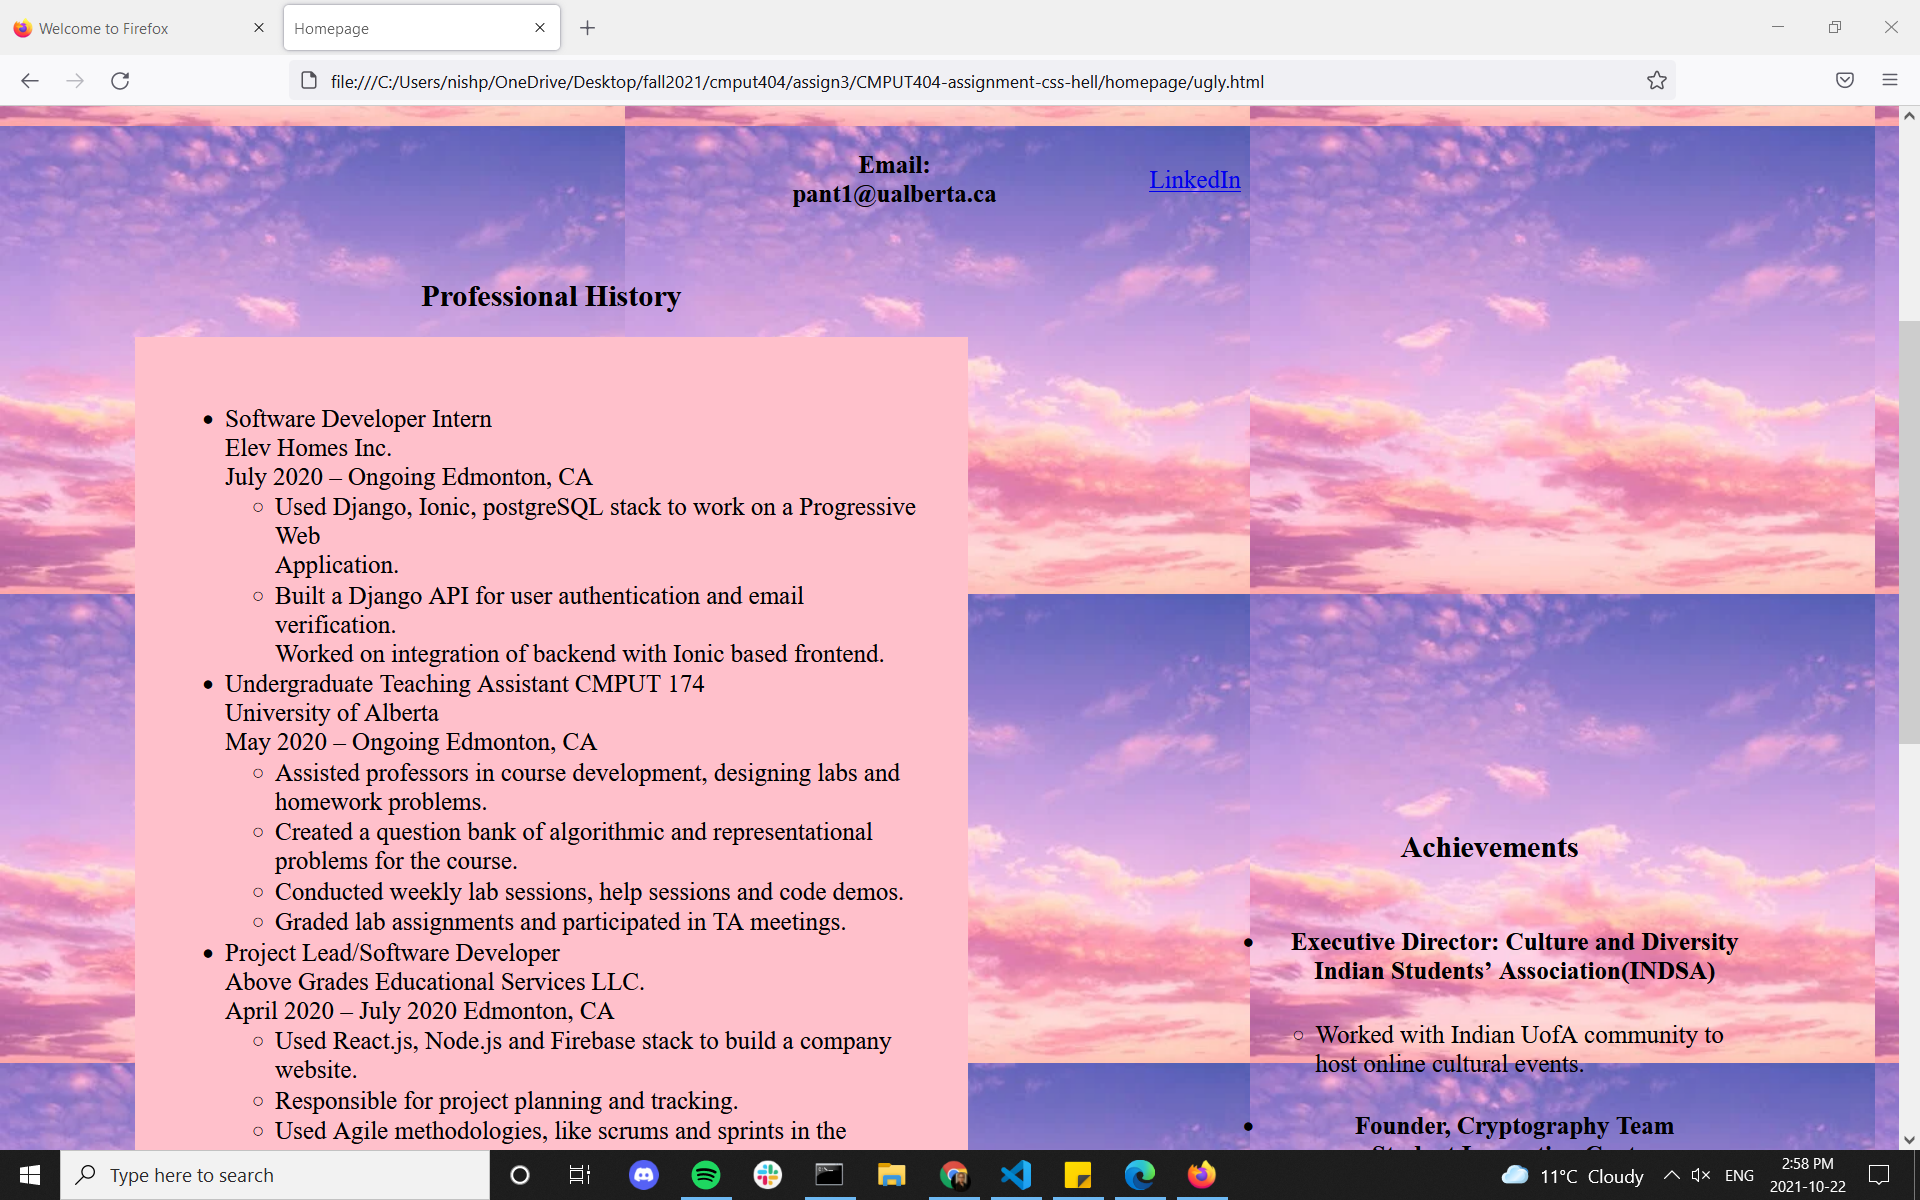 Welcome to Firefox
Homepage
file:///C:/Users/nishp/OneDrive/Desktop/fall2021/cmput404/assign3/CMPUT404-assignment-css-hell/homepage/ugly.html
Email:
pant1@ualberta.ca
LinkedIn
Professional History
Software Developer Intern
Elev Homes Inc.
July 2020 – Ongoing Edmonton, CA
Used Django, Ionic, postgreSQL stack to work on a Progressive
Web
Application.
Built a Django API for user authentication and email
verification.
Worked on integration of backend with Ionic based frontend.
Undergraduate Teaching Assistant CMPUT 174
University of Alberta
May 2020 – Ongoing Edmonton, CA
Assisted professors in course development, designing labs and
homework problems.
Created a question bank of algorithmic and representational
problems for the course.
Conducted weekly lab sessions, help sessions and code demos.
Graded lab assignments and participated in TA meetings.
Project Lead/Software Developer
Above Grades Educational Services LLC.
April 2020 – July 2020 Edmonton, CA
Used React.js, Node.js and Firebase stack to build a company
website.
Responsible for project planning and tracking.
Used Agile methodologies, like scrums and sprints in the
Achievements
Executive Director: Culture and Diversity
Indian Students’ Association(INDSA)
Worked with Indian UofA community to
host online cultural events.
Founder, Cryptography Team
Type here to search
11°C Cloudy
ENG
2:58 PM
2021-10-22